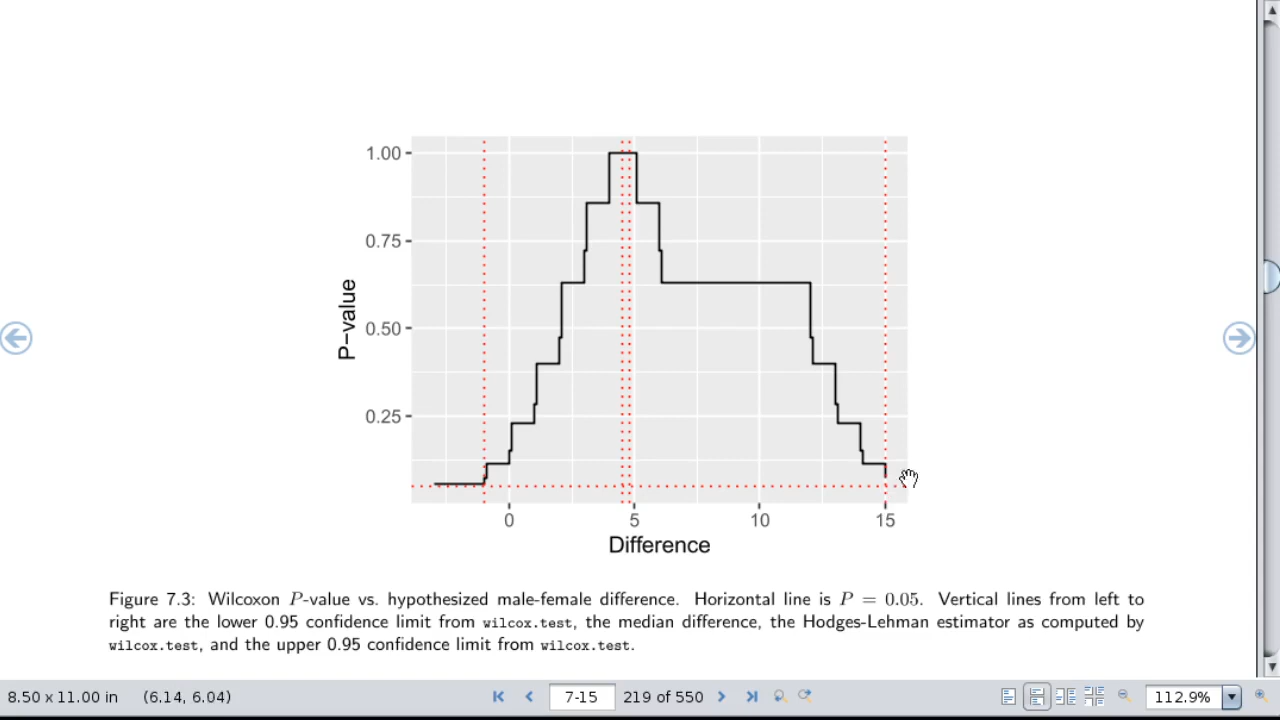 1.00
0.75
0.50
0.25
P−value
0 5 10 15
Difference
Figure 7.3: Wilcoxon P-value vs. hypothesized male-female difference. Horizontal line is P = 0.05. Vertical lines from left to
right are the lower 0.95 confidence limit from wilcox.test, the median difference, the Hodges-Lehman estimator as computed by
wilcox.test, and the upper 0.95 confidence limit from wilcox.test.
8.50 x 11.00 in (6.14, 6.04) 7-15 219 of 550 112.9%